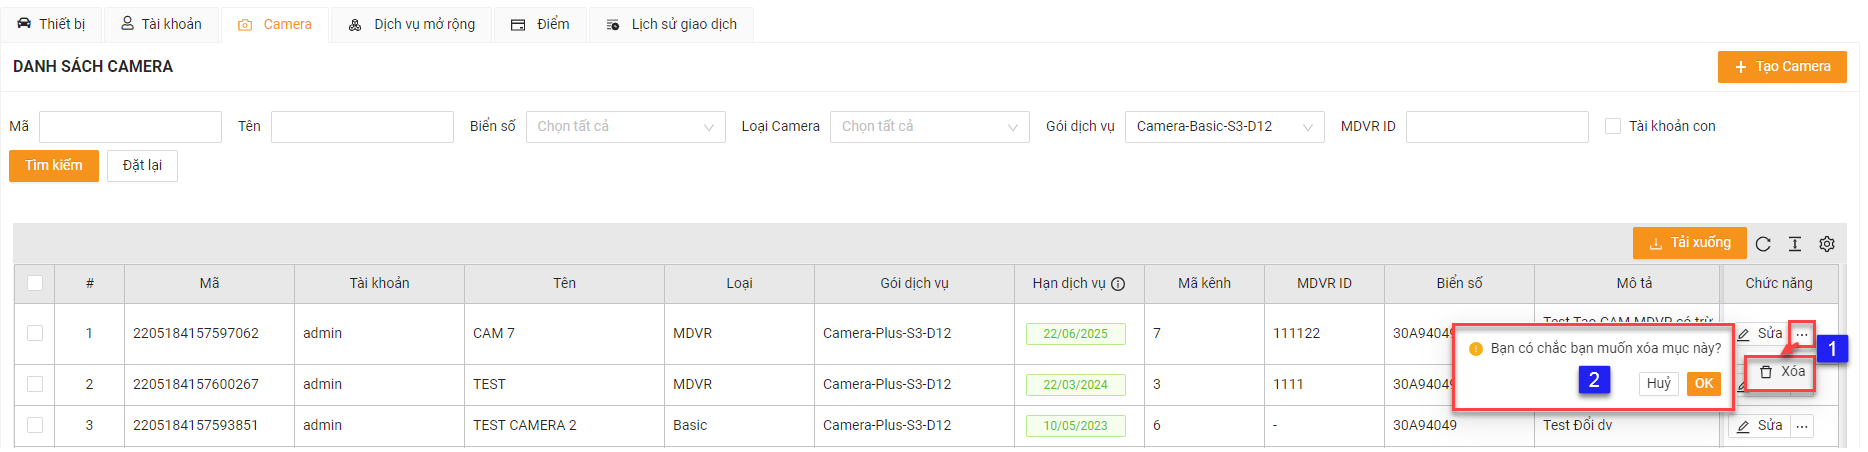 Thiết bị
Tài khoản
Camera
Dịch vụ mở rộng
Điểm
Lịch sử giao dịch
DANH SÁCH CAMERA
Tạo Camera
Mã
Tên
Biển số Chọn tất cả
Loại Camera Chọn tất cả
Gói dịch vụ Camera-Basic-S3-D12
MDVR ID
Tài khoản con
Tìm kiếm
Đặt lại
Tải xuống
# Mã Tài khoản Tên Loại Gói dịch vụ Hạn dịch vụ Mã kênh MDVR ID Biển số Mô tả Chức năng
1 2205184157597062 admin CAM 7 MDVR Camera-Plus-S3-D12 22/06/2025 7 111122 30A94049 Test Tạo CAM MDVR có trừ Sửa ...
1
Bạn có chắc bạn muốn xóa mục này?
Xóa
2
Huỷ
OK
2 2205184157600267 admin TEST MDVR Camera-Plus-S3-D12 22/03/2024 3 1111 30A94049
3 2205184157593851 admin TEST CAMERA 2 Basic Camera-Plus-S3-D12 10/05/2023 6 - 30A94049 Test Đổi dv Sửa ...